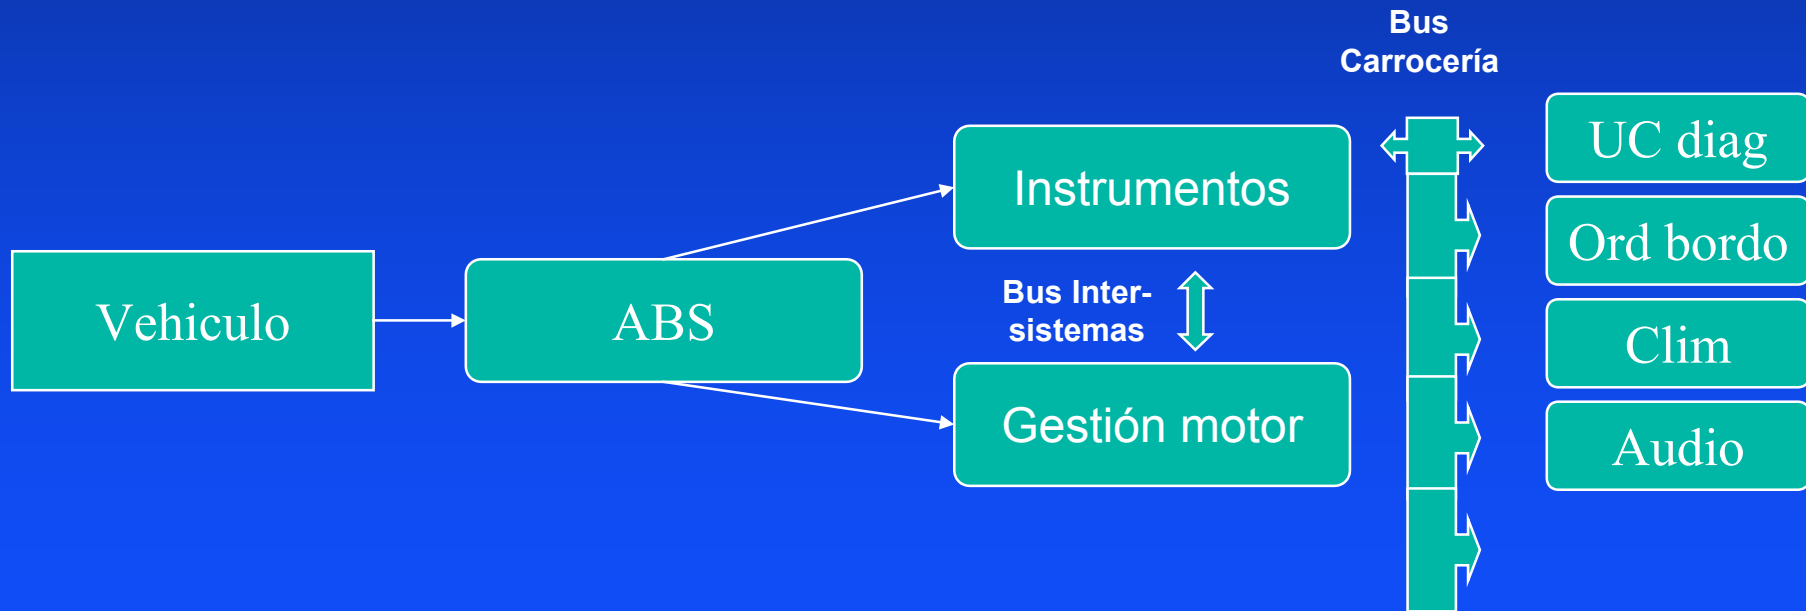 Bus
Carrocería
UC diag
Instrumentos
Ord bordo
Vehiculo
ABS
Bus Inter-
sistemas
Clim
Gestión motor
Audio